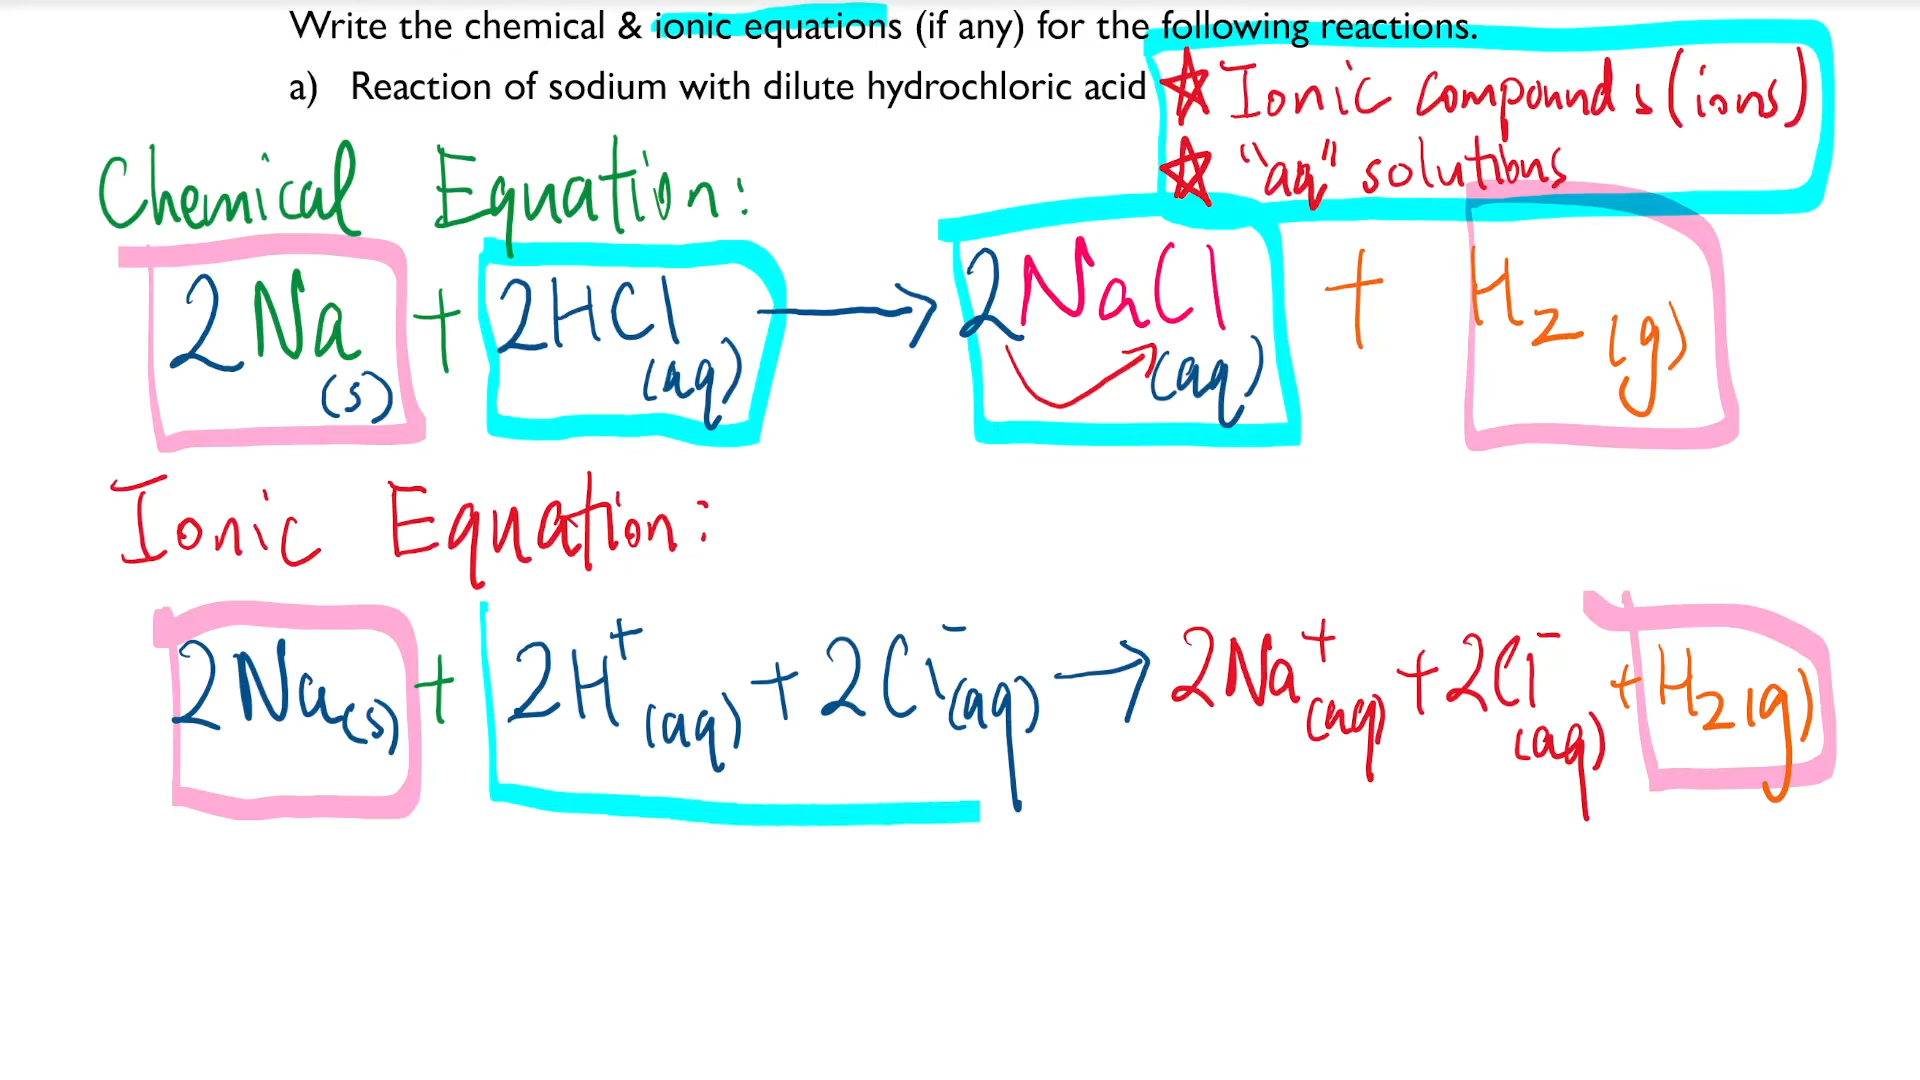 Write the chemical & ionic equations (if any) for the following reactions.
a) Reaction of sodium with dilute hydrochloric acid
☆ Ionic compounds (ions)
☆ "aq" solutions
Chemical Equation:
2Na(s) + 2HCl(aq) → 2NaCl(aq) + H₂(g)
Ionic Equation:
2Na(s) + 2H⁺(aq) + 2Cl⁻(aq) → 2Na⁺(aq) + 2Cl⁻(aq) + H₂(g)